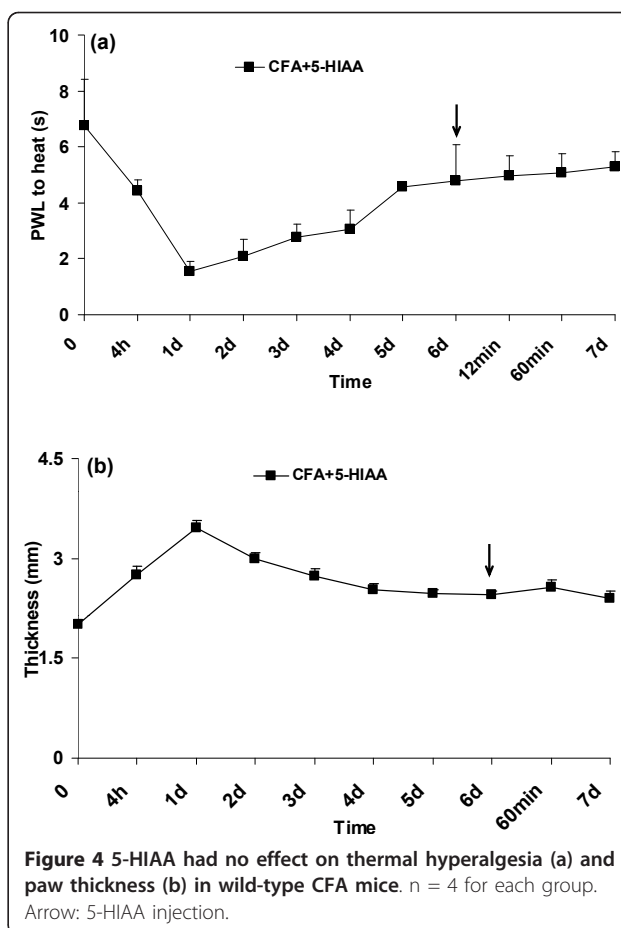 (a)
CFA+5-HIAA
PWL to heat (s)
10
8
6
4
2
0
0 4h 1d 2d 3d 4d 5d 6d 12min 60min 7d
Time
(b)
CFA+5-HIAA
Thickness (mm)
4.5
3
1.5
0
0 4h 1d 2d 3d 4d 5d 6d 60min 7d
Time
Figure 4 5-HIAA had no effect on thermal hyperalgesia (a) and
paw thickness (b) in wild-type CFA mice. n = 4 for each group.
Arrow: 5-HIAA injection.